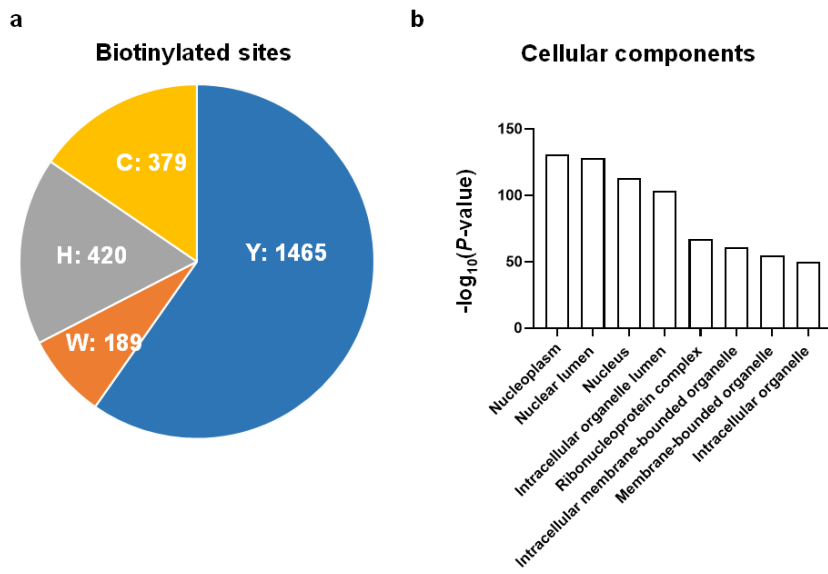 a
Biotinylated sites
C: 379
H: 420
Y: 1465
W: 189
b
Cellular components
-log10(P-value)
150
100
50
0
Nucleoplasm
Nuclear lumen
Nucleus
Intracellular organelle lumen
Ribonucleoprotein complex
Intracellular membrane-bounded organelle
Membrane-bounded organelle
Intracellular organelle